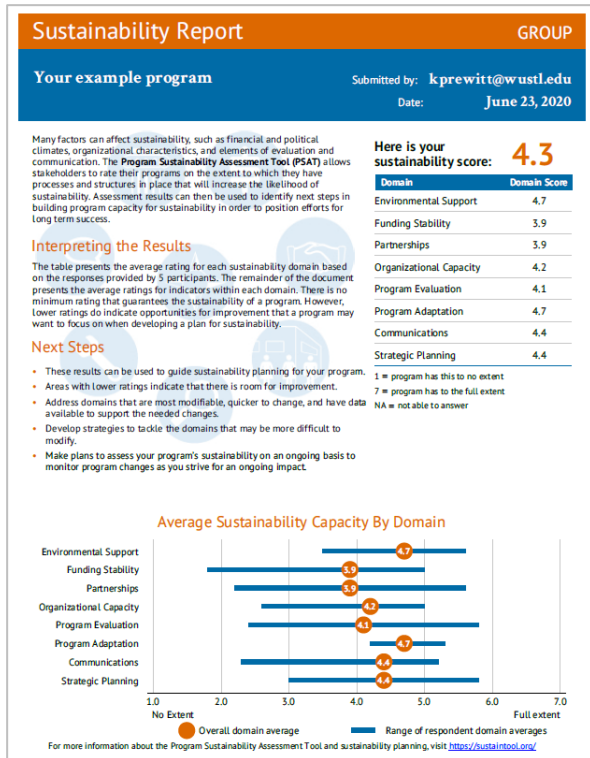 Sustainability Report
GROUP
Your example program
Submitted by: kprewitt@wustl.edu
Date: June 23, 2020
Many factors can affect sustainability, such as financial and political
climates, organizational characteristics, and elements of evaluation and
communication. The Program Sustainability Assessment Tool (PSAT) allows
stakeholders to rate their programs on the extent to which they have
processes and structures in place that will increase the likelihood of
sustainability. Assessment results can then be used to identify next steps in
building program capacity for sustainability in order to position efforts for
long term success.
Interpreting the Results
The table presents the average rating for each sustainability domain based
on the responses provided by 5 participants. The remainder of the document
presents the average ratings for indicators within each domain. There is no
minimum rating that guarantees the sustainability of a program. However,
lower ratings do indicate opportunities for improvement that a program may
want to focus on when developing a plan for sustainability.
Next Steps
• These results can be used to guide sustainability planning for your program.
• Areas with lower ratings indicate that there is room for improvement.
• Address domains that are most modifiable, quicker to change, and have data
available to support the needed changes.
• Develop strategies to tackle the domains that may be more difficult to
modify.
• Make plans to assess your program's sustainability on an ongoing basis to
monitor program changes as you strive for an ongoing impact.
Here is your
sustainability score: 4.3
Domain Domain Score
Environmental Support 4.7
Funding Stability 3.9
Partnerships 3.9
Organizational Capacity 4.2
Program Evaluation 4.1
Program Adaptation 4.7
Communications 4.4
Strategic Planning 4.4
1 = program has this to no extent
7 = program has to the full extent
NA = not able to answer
Average Sustainability Capacity By Domain
Environmental Support 4.7
Funding Stability 3.9
Partnerships 3.9
Organizational Capacity 4.2
Program Evaluation 4.1
Program Adaptation 4.7
Communications 4.4
Strategic Planning 4.4
1.0 2.0 3.0 4.0 5.0 6.0 7.0
No Extent Full extent
Overall domain average Range of respondent domain averages
For more information about the Program Sustainability Assessment Tool and sustainability planning, visit https://sustaintool.org/